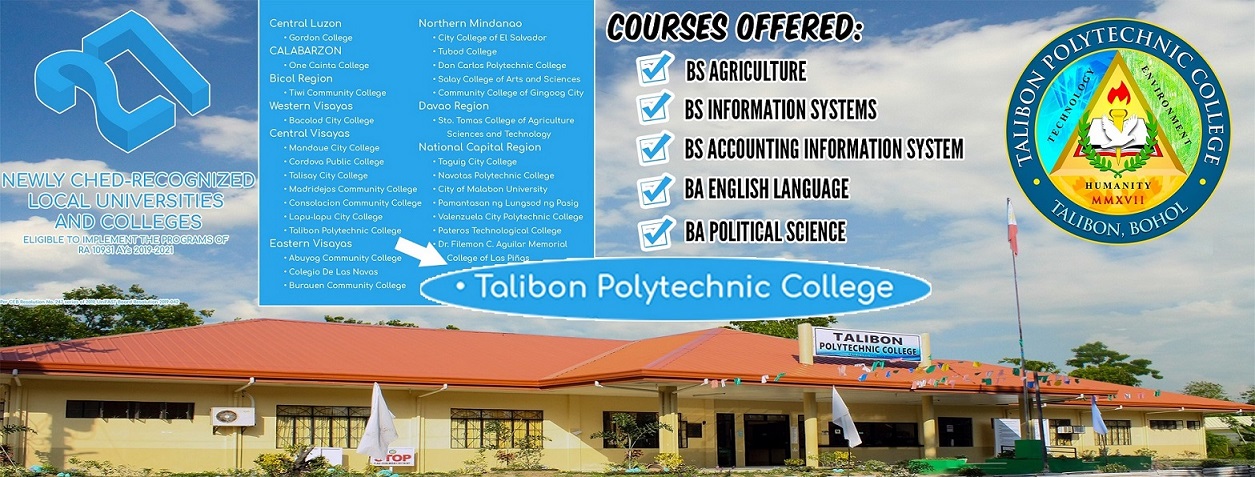 NEWLY CHED-RECOGNIZED
LOCAL UNIVERSITIES
AND COLLEGES
ELIGIBLE TO IMPLEMENT THE PROGRAMS OF
RA 10931 AYs 2019-2021
Central Luzon
• Gordon College
CALABARZON
• One Cainta College
Bicol Region
• Tiwi Community College
Western Visayas
• Bacolod City College
Central Visayas
• Mandaue City College
• Cordova Public College
• Talisay City College
• Madridejos Community College
• Consolacion Community College
• Lapu-lapu City College
• Talibon Polytechnic College
Eastern Visayas
• Abuyog Community College
• Colegio De Las Navas
• Burauen Community College
Northern Mindanao
• City College of El Salvador
• Tubod College
• Don Carlos Polytechnic College
• Salay College of Arts and Sciences
• Community College of Gingoog City
Davao Region
• Sto. Tomas College of Agriculture
Sciences and Technology
National Capital Region
• Taguig City College
• Navotas Polytechnic College
• City of Malabon University
• Pamantasan ng Lungsod ng Pasig
• Valenzuela City Polytechnic College
• Pateros Technological College
• Dr. Filemon C. Aguilar Memorial
College of Las Piñas
• Talibon Polytechnic College
COURSES OFFERED:
BS AGRICULTURE
BS INFORMATION SYSTEMS
BS ACCOUNTING INFORMATION SYSTEM
BA ENGLISH LANGUAGE
BA POLITICAL SCIENCE
TALIBON POLYTECHNIC COLLEGE
TECHNOLOGY
ENVIRONMENT
HUMANITY
MMXVII
TALIBON, BOHOL
TALIBON
POLYTECHNIC COLLEGE
STOP